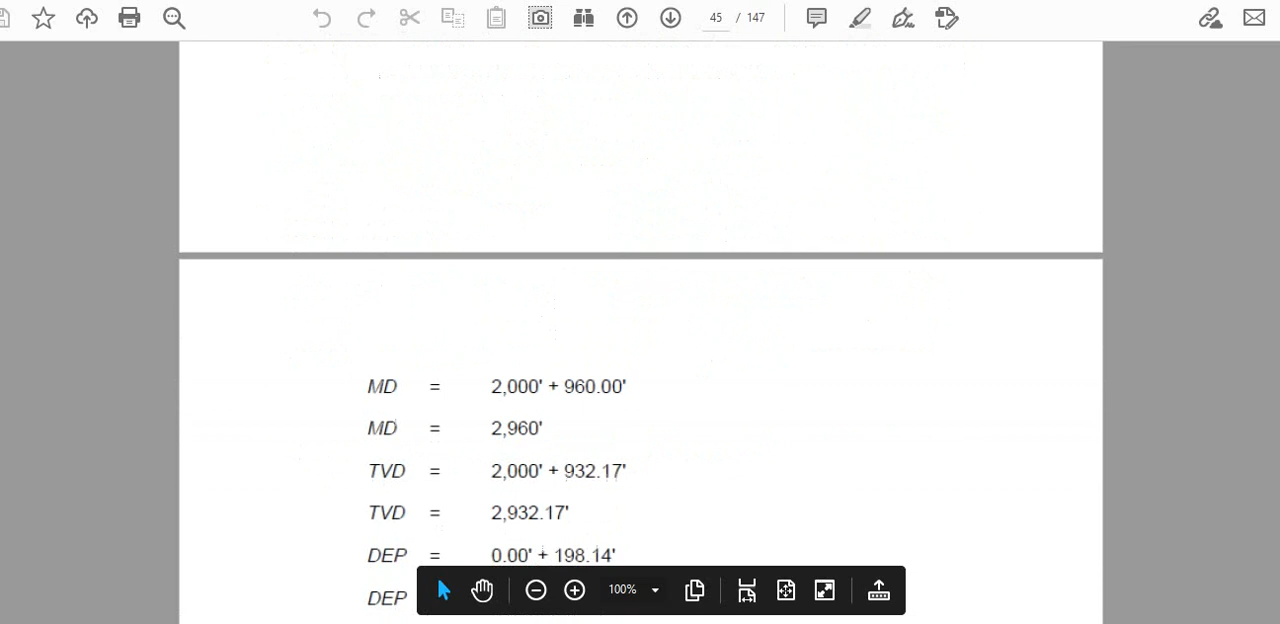 45 / 147
MD = 2,000' + 960.00'
MD = 2,960'
TVD = 2,000' + 932.17'
TVD = 2,932.17'
DEP = 0.00' + 198.14'
DEP
100%